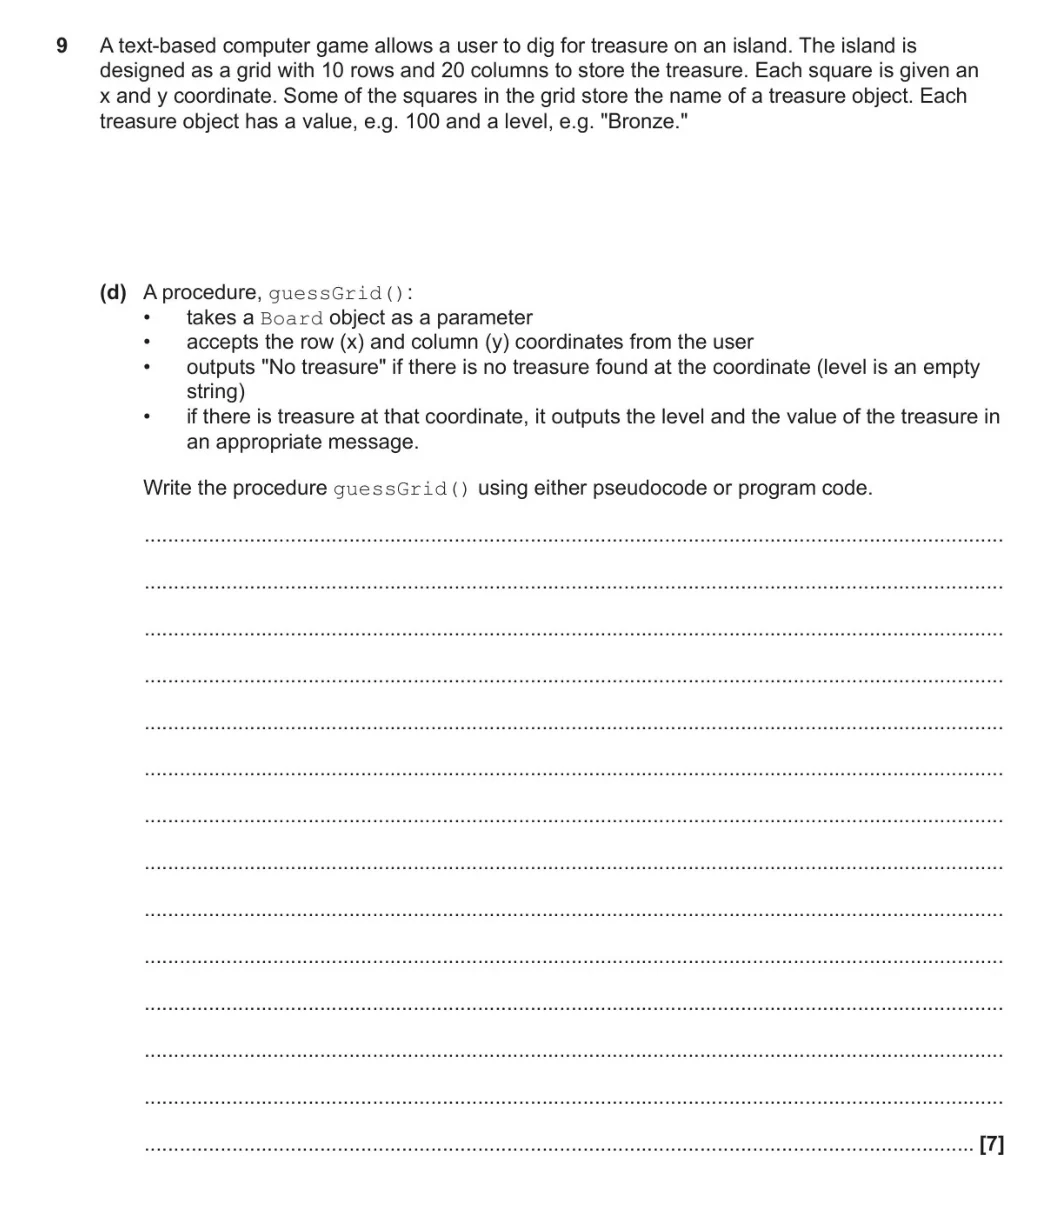 9 A text-based computer game allows a user to dig for treasure on an island. The island is
designed as a grid with 10 rows and 20 columns to store the treasure. Each square is given an
x and y coordinate. Some of the squares in the grid store the name of a treasure object. Each
treasure object has a value, e.g. 100 and a level, e.g. "Bronze."
(d) A procedure, guessGrid():
• takes a Board object as a parameter
• accepts the row (x) and column (y) coordinates from the user
• outputs "No treasure" if there is no treasure found at the coordinate (level is an empty
string)
• if there is treasure at that coordinate, it outputs the level and the value of the treasure in
an appropriate message.
Write the procedure guessGrid() using either pseudocode or program code.
[7]